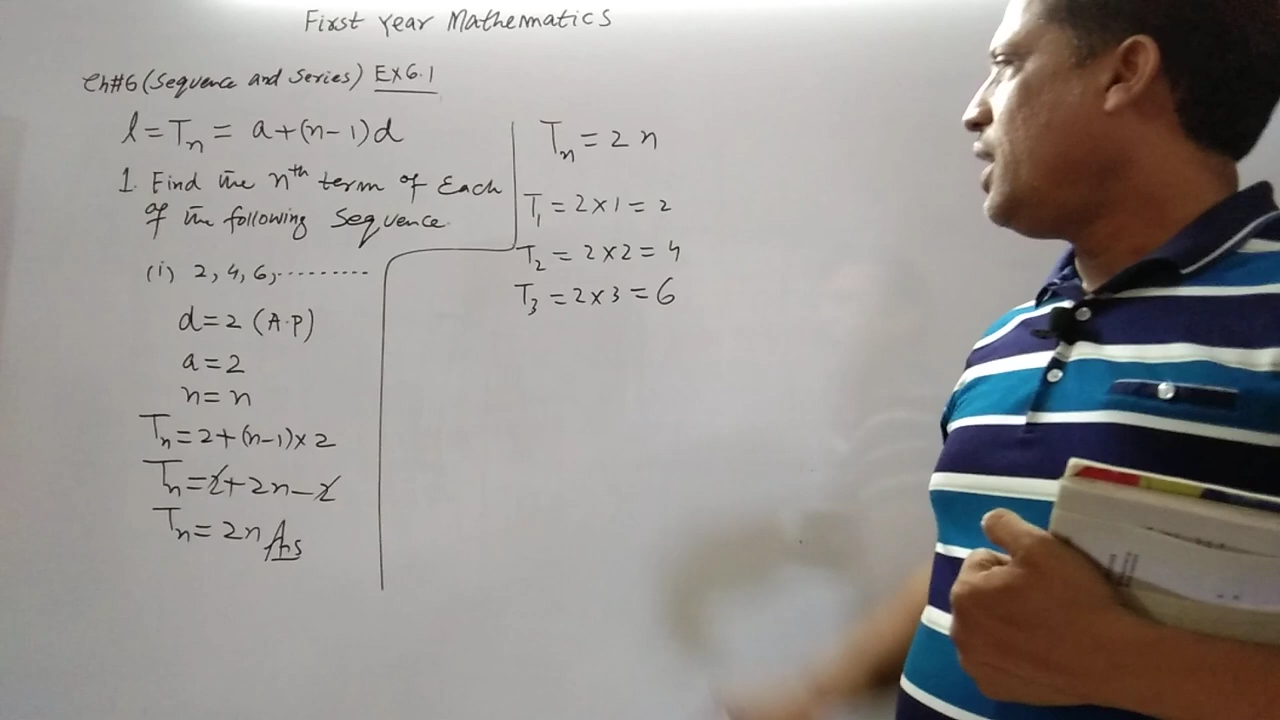 First Year Mathematics
Ch#6 (Sequence and Series) EX6.1
l = Tn = a+(n-1)d
1. Find the nth term of Each
of the following Sequence.
(i) 2, 4, 6,.........
d=2 (A.P)
a=2
n=n
Tn=2+(n-1)×2
Tn=2+2n-2
Tn=2n Ans
Tn=2n
T1=2×1=2
T2=2×2=4
T3=2×3=6